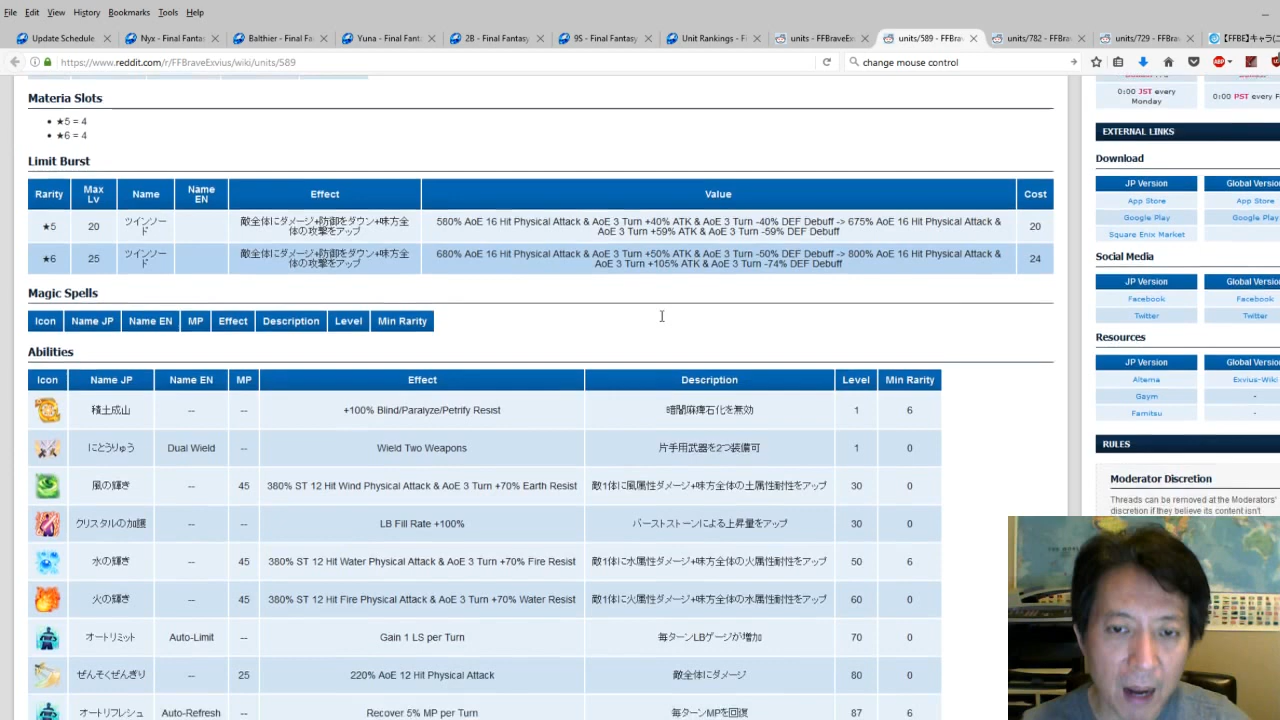 File Edit View History Bookmarks Tools Help
Update Schedule
Nyx - Final Fantas
Balthier - Final Fa
Yuna - Final Fant
2B - Final Fantasy
9S - Final Fantasy
Unit Rankings - Fi
units - FFBraveExv
units/589 - FFBrav
units/782 - FFBra
units/729 - FFBrav
【FFBE】キャラに
https://www.reddit.com/r/FFBraveExvius/wiki/units/589
change mouse control
Materia Slots
★5 = 4
★6 = 4
Limit Burst
Rarity Max Lv Name Name EN Effect Value Cost
★5 20 ツインソード 敵全体にダメージ+防御をダウン+味方全体の攻撃をアップ 550% AoE 16 Hit Physical Attack & AoE 3 Turn +40% ATK & AoE 3 Turn -40% DEF Debuff -> 675% AoE 16 Hit Physical Attack & AoE 3 Turn +59% ATK & AoE 3 Turn -59% DEF Debuff 20
★6 25 ツインソード 敵全体にダメージ+防御をダウン+味方全体の攻撃をアップ 680% AoE 16 Hit Physical Attack & AoE 3 Turn +50% ATK & AoE 3 Turn -50% DEF Debuff -> 800% AoE 16 Hit Physical Attack & AoE 3 Turn +105% ATK & AoE 3 Turn -74% DEF Debuff 24
Magic Spells
Icon Name JP Name EN MP Effect Description Level Min Rarity
Abilities
Icon Name JP Name EN MP Effect Description Level Min Rarity
積土成山 -- -- +100% Blind/Paralyze/Petrify Resist 暗闇麻痺石化を無効 1 6
にとうりゅう Dual Wield -- Wield Two Weapons 片手用武器を2つ装備可 1 0
風の輝き -- 45 380% ST 12 Hit Wind Physical Attack & AoE 3 Turn +70% Earth Resist 敵1体に風属性ダメージ+味方全体の土属性耐性をアップ 30 0
クリスタルの加護 -- -- LB Fill Rate +100% バーストストーンによる上昇量をアップ 30 0
水の輝き -- 45 380% ST 12 Hit Water Physical Attack & AoE 3 Turn +70% Fire Resist 敵1体に水属性ダメージ+味方全体の火属性耐性をアップ 50 6
火の輝き -- 45 380% ST 12 Hit Fire Physical Attack & AoE 3 Turn +70% Water Resist 敵1体に火属性ダメージ+味方全体の水属性耐性をアップ 60 0
オートリミット Auto-Limit -- Gain 1 LS per Turn 毎ターンLBゲージが増加 70 0
ぜんそくぜんぎり -- 25 220% AoE 12 Hit Physical Attack 敵全体にダメージ 80 0
オートリフレシュ Auto-Refresh -- Recover 5% MP per Turn 毎ターンMPを回復 87 6
0:00 JST every Monday
0:00 PST every F
EXTERNAL LINKS
Download
JP Version Global Versio
App Store App Store
Google Play Google Play
Square Enix Market
Social Media
JP Version Global Versio
Facebook Facebook
Twitter Twitter
Resources
JP Version Global Versio
Altema Exvius-Wiki
Gaym -
Famitsu -
RULES
Moderator Discretion
Threads can be removed at the Moderators'
discretion if they believe its content isn't